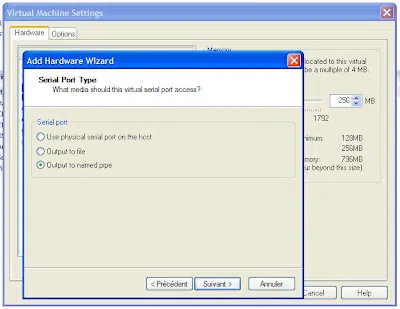 Virtual Machine Settings
Hardware
Options
Memory
Add Hardware Wizard
Serial Port Type
What media should this virtual serial port access?
Serial port
Use physical serial port on the host
Output to file
Output to named pipe
< Précédent
Suivant >
Annuler
located to this virtual
be a multiple of 4 MB.
256 MB
1792
128MB
256MB
796MB
our beyond this size)
Cancel
Help